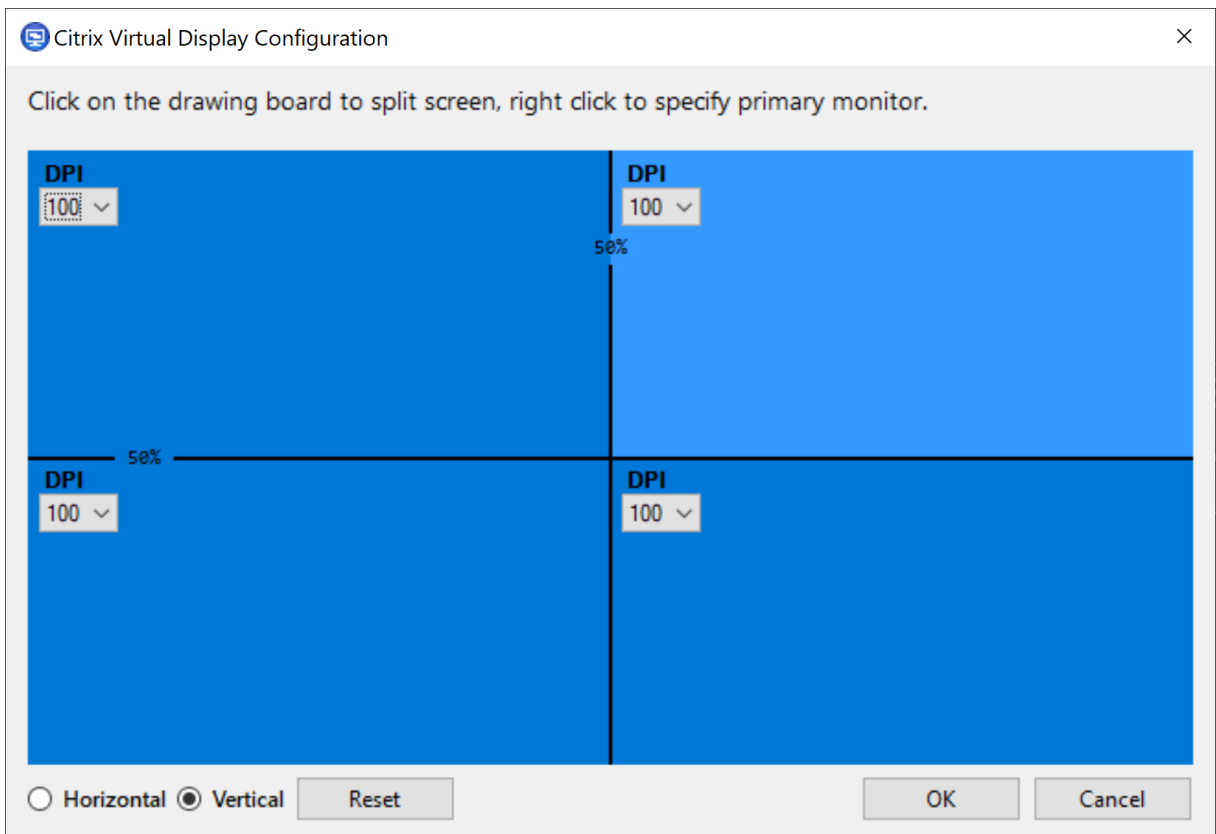 Citrix Virtual Display Configuration
Click on the drawing board to split screen, right click to specify primary monitor.
DPI
100
DPI
100
50%
50%
DPI
100
DPI
100
Horizontal
Vertical
Reset
OK
Cancel